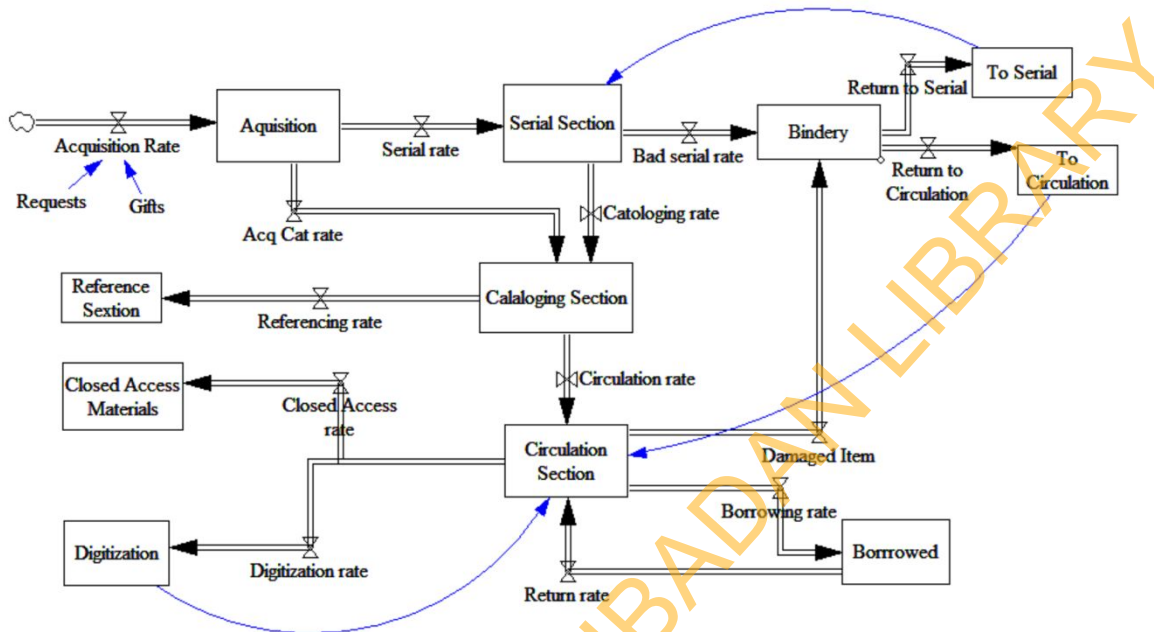 To Serial
Return to Serial
Aquisition
Serial Section
Bindery
Acquisition Rate
Serial rate
Bad serial rate
Return to
Circulation
To
Circulation
Requests
Gifts
Acq Cat rate
Catologing rate
Reference
Sextion
Referencing rate
Calaloging Section
Closed Access
Materials
Closed Access
rate
Circulation rate
Circulation
Section
Damaged Item
Borrowing rate
Digitization
Digitization rate
Return rate
Borrrowed
IBADAN LIBRARY